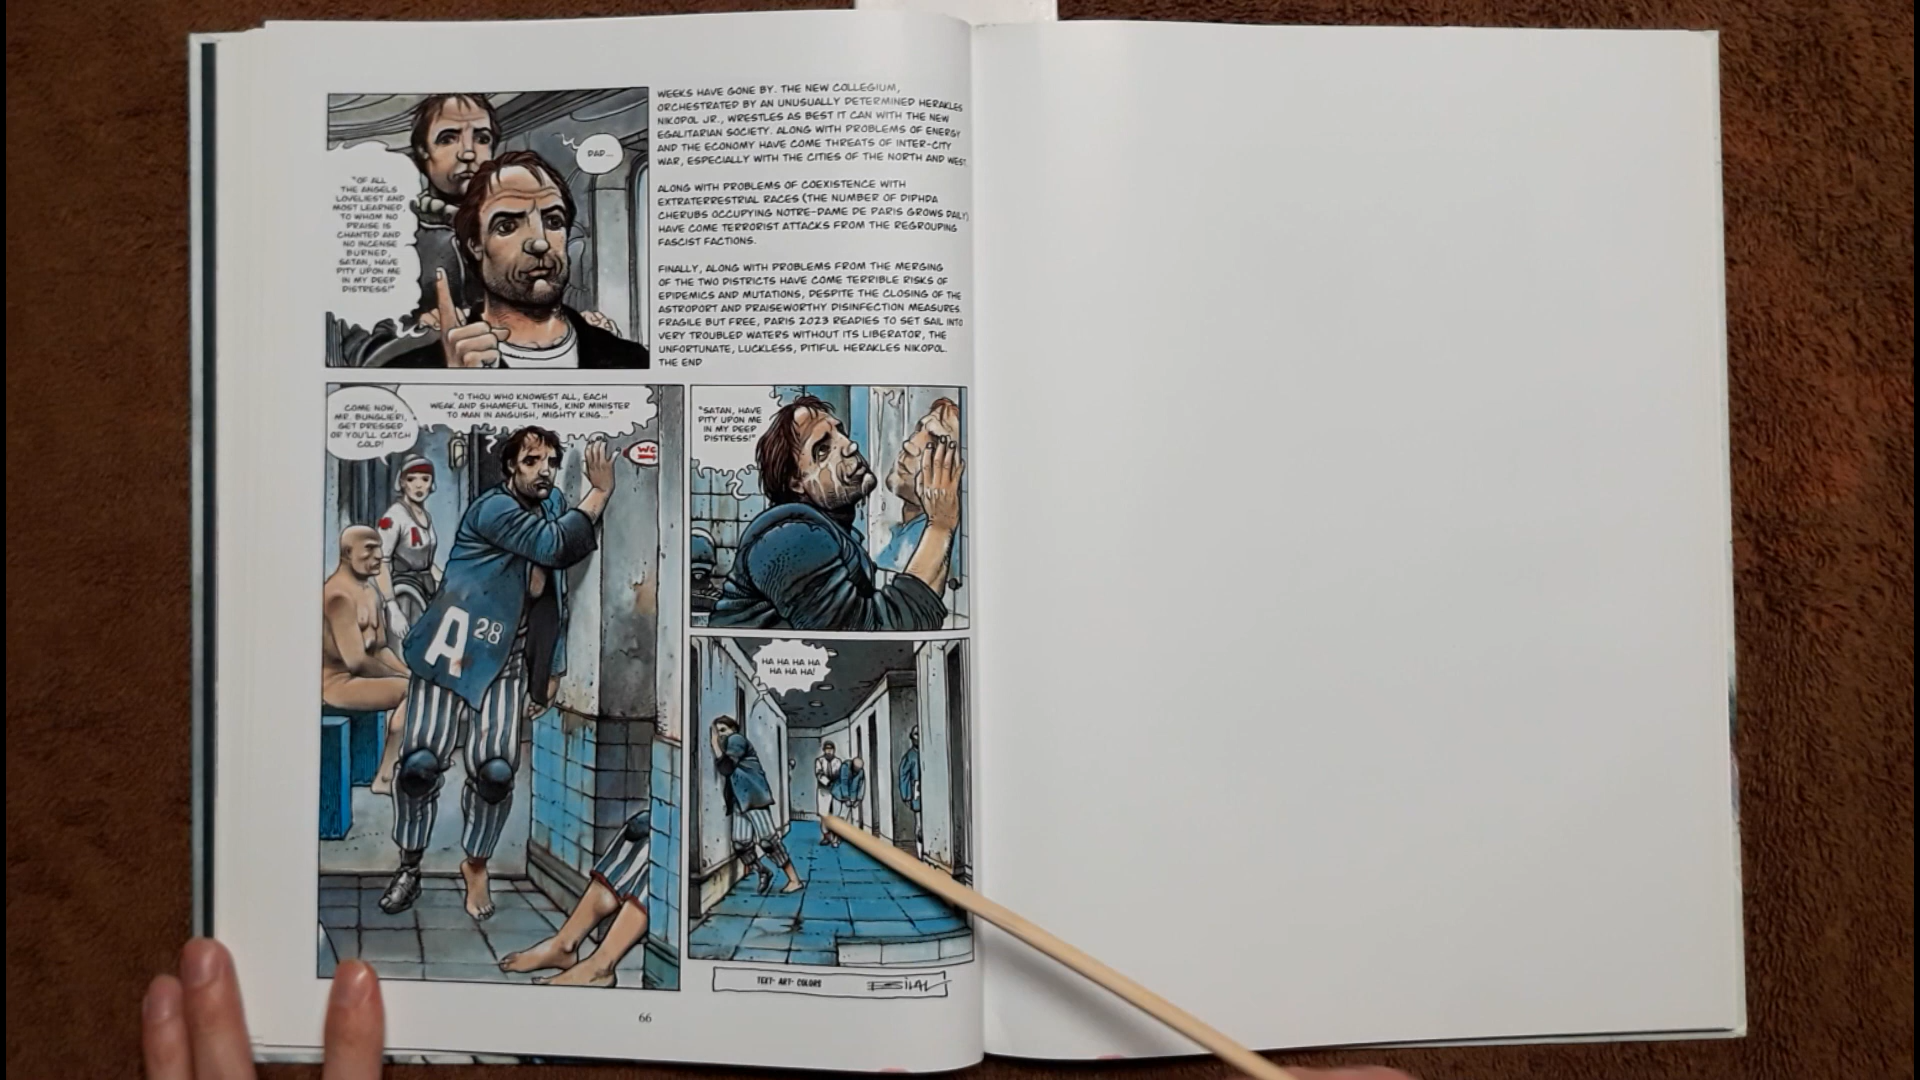 "OF ALL
THE ANGELS
LOVELIEST AND
MOST LEARNED,
TO WHOM NO
PRAISE IS
CHANTED AND
NO INCENSE
BURNED,
SATAN, HAVE
PITY UPON ME
IN MY DEEP
DISTRESS!"
DAD...
WEEKS HAVE GONE BY. THE NEW COLLEGIUM,
ORCHESTRATED BY AN UNUSUALLY DETERMINED HERAKLES
NIKOPOL JR., WRESTLES AS BEST IT CAN WITH THE NEW
EGALITARIAN SOCIETY. ALONG WITH PROBLEMS OF ENERGY
AND THE ECONOMY HAVE COME THREATS OF INTER-CITY
WAR, ESPECIALLY WITH THE CITIES OF THE NORTH AND WEST.
ALONG WITH PROBLEMS OF COEXISTENCE WITH
EXTRATERRESTRIAL RACES (THE NUMBER OF DIPHDA
CHERUBS OCCUPYING NOTRE-DAME DE PARIS GROWS DAILY)
HAVE COME TERRORIST ATTACKS FROM THE REGROUPING
FASCIST FACTIONS.
FINALLY, ALONG WITH PROBLEMS FROM THE MERGING
OF THE TWO DISTRICTS HAVE COME TERRIBLE RISKS OF
EPIDEMICS AND MUTATIONS, DESPITE THE CLOSING OF THE
ASTROPORT AND PRAISEWORTHY DISINFECTION MEASURES.
FRAGILE BUT FREE, PARIS 2023 READIES TO SET SAIL INTO
VERY TROUBLED WATERS WITHOUT ITS LIBERATOR, THE
UNFORTUNATE, LUCKLESS, PITIFUL HERAKLES NIKOPOL.
THE END
COME NOW,
MR. BUNGLIERI,
GET DRESSED
OR YOU'LL CATCH
COLD!
"O THOU WHO KNOWEST ALL, EACH
WEAK AND SHAMEFUL THING, KIND MINISTER
TO MAN IN ANGUISH, MIGHTY KING..."
WC
A
A 28
"SATAN, HAVE
PITY UPON ME
IN MY DEEP
DISTRESS!"
HA HA HA HA
HA HA HA!
TEXT- ART- COLORS BILAL
66